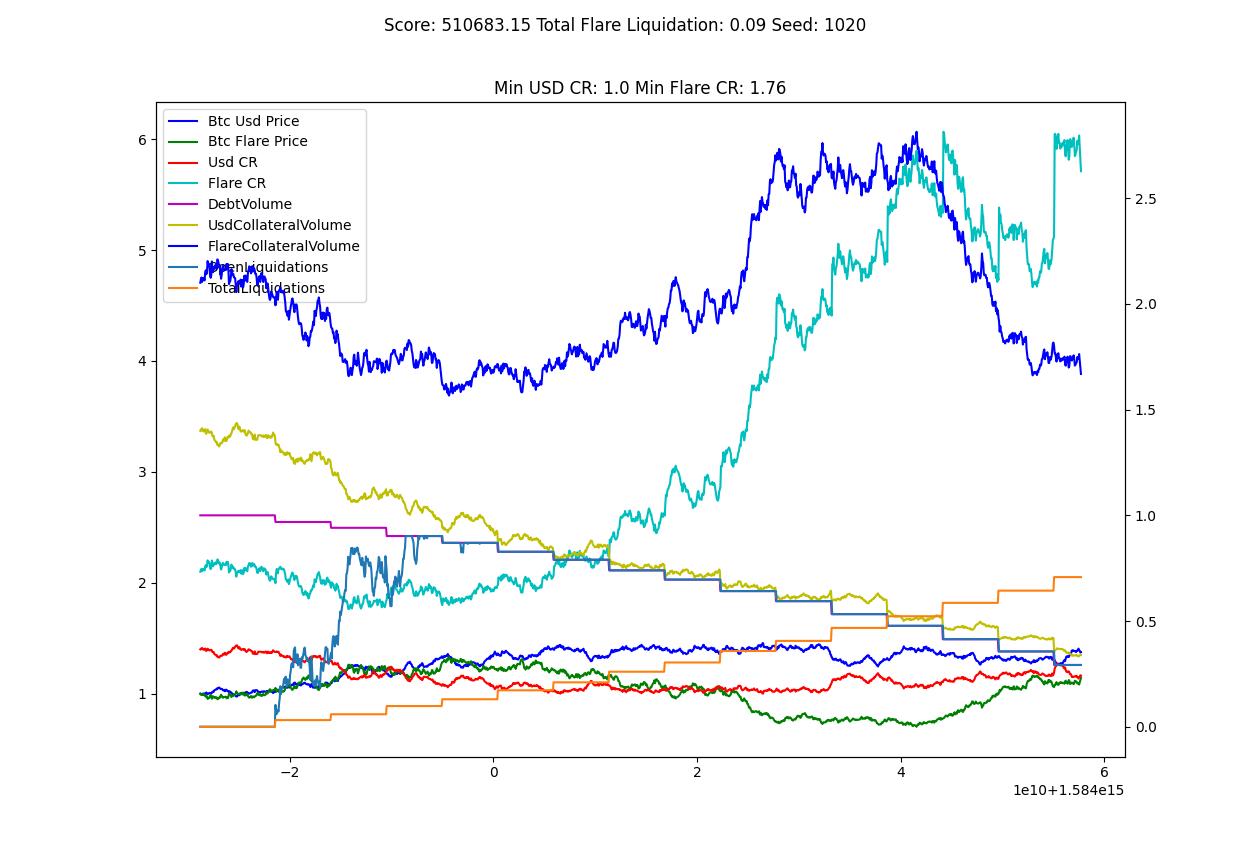 Score: 510683.15 Total Flare Liquidation: 0.09 Seed: 1020
Min USD CR: 1.0 Min Flare CR: 1.76
Btc Usd Price
Btc Flare Price
Usd CR
Flare CR
DebtVolume
UsdCollateralVolume
FlareCollateralVolume
OpenLiquidations
TotalLiquidations
6
5
4
3
2
1
2.5
2.0
1.5
1.0
0.5
0.0
−2 0 2 4 6
1e10+1.584e15